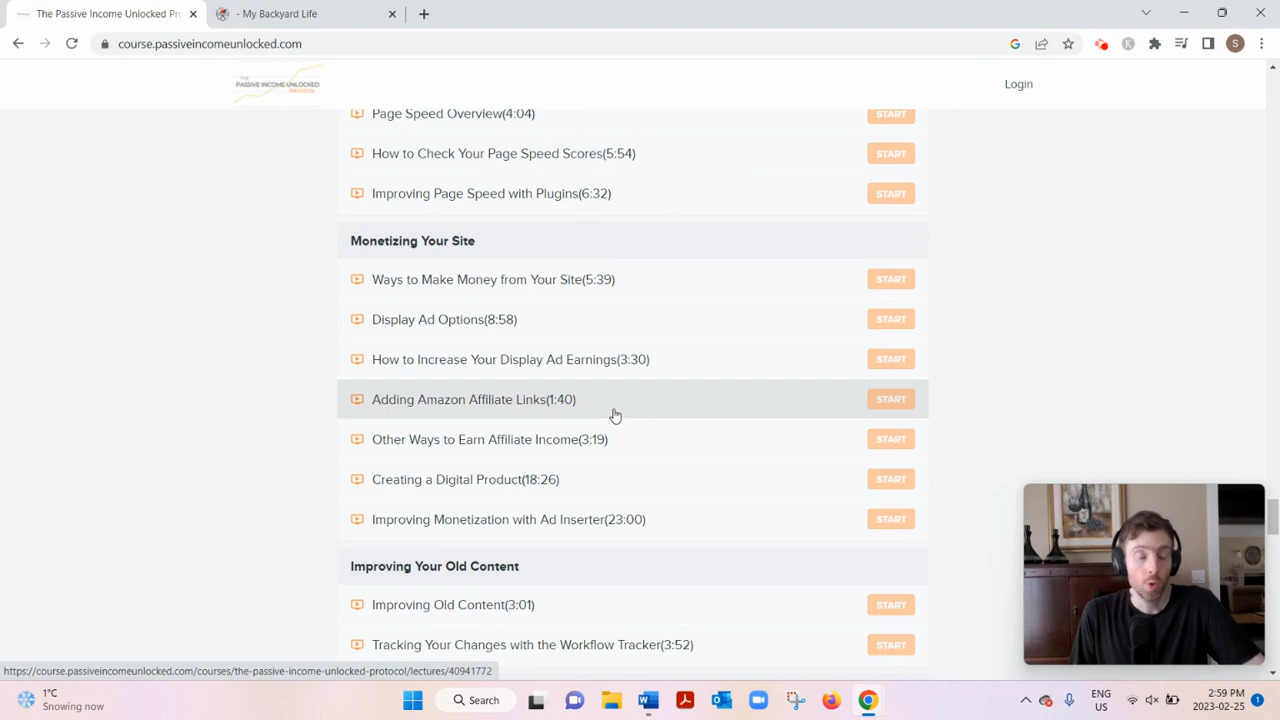 The Passive Income Unlocked Pr
- My Backyard Life
course.passiveincomeunlocked.com
THE
PASSIVE INCOME UNLOCKED
PROTOCOL
Login
Page Speed Overview(4:04)
START
How to Check Your Page Speed Scores(5:54)
START
Improving Page Speed with Plugins(6:32)
START
Monetizing Your Site
Ways to Make Money from Your Site(5:39)
START
Display Ad Options(8:58)
START
How to Increase Your Display Ad Earnings(3:30)
START
Adding Amazon Affiliate Links(1:40)
START
Other Ways to Earn Affiliate Income(3:19)
START
Creating a Digital Product(18:26)
START
Improving Monetization with Ad Inserter(23:00)
START
Improving Your Old Content
Improving Old Content(3:01)
START
Tracking Your Changes with the Workflow Tracker(3:52)
START
https://course.passiveincomeunlocked.com/courses/the-passive-income-unlocked-protocol/lectures/40941772
1°C
Snowing now
Search
ENG
US
2:59 PM
2023-02-25